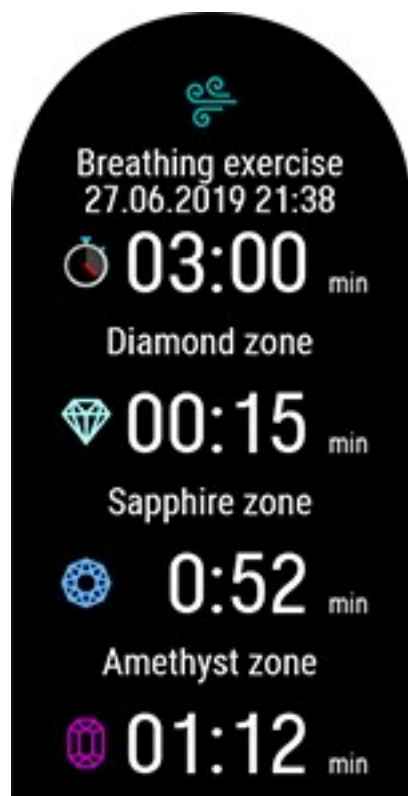 Breathing exercise
27.06.2019 21:38
03:00 min
Diamond zone
00:15 min
Sapphire zone
0:52 min
Amethyst zone
01:12 min